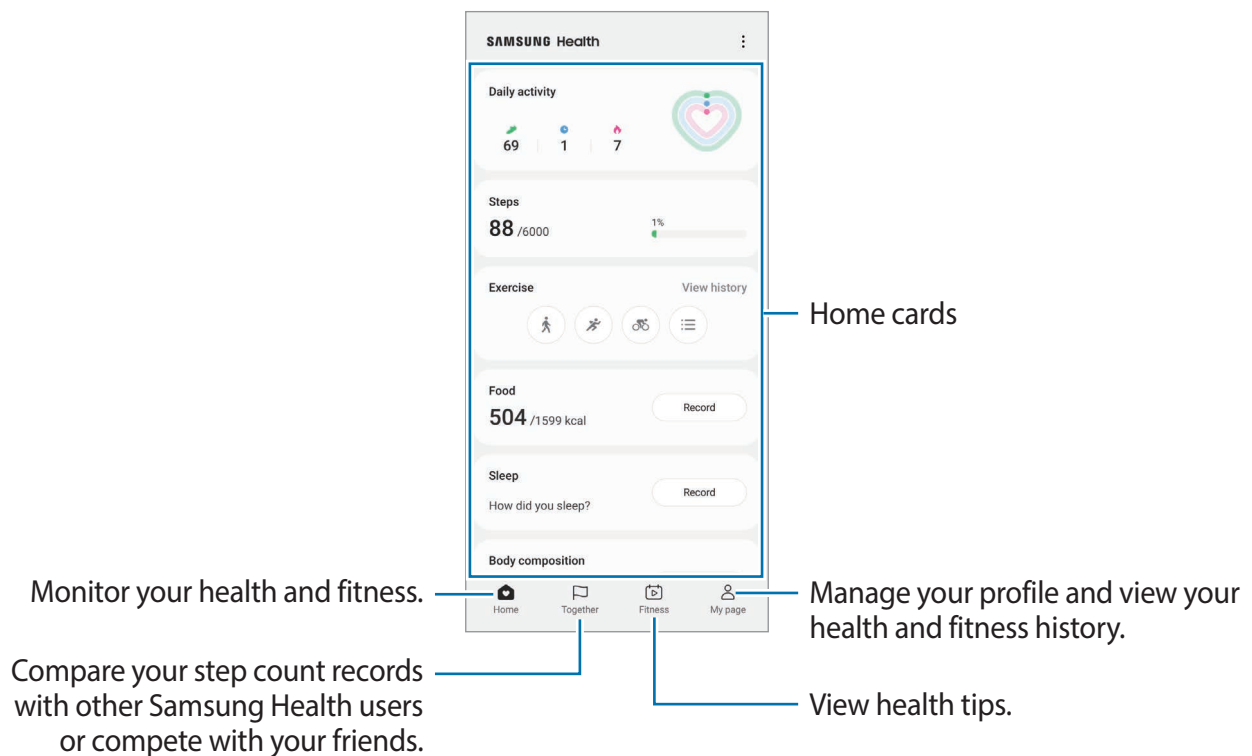 SAMSUNG Health
Daily activity
69 1 7
Steps
88 /6000
1%
Exercise
View history
Food
504 /1599 kcal
Record
Sleep
How did you sleep?
Record
Body composition
Home
Together
Fitness
My page
Home cards
Monitor your health and fitness.
Compare your step count records
with other Samsung Health users
or compete with your friends.
Manage your profile and view your
health and fitness history.
View health tips.